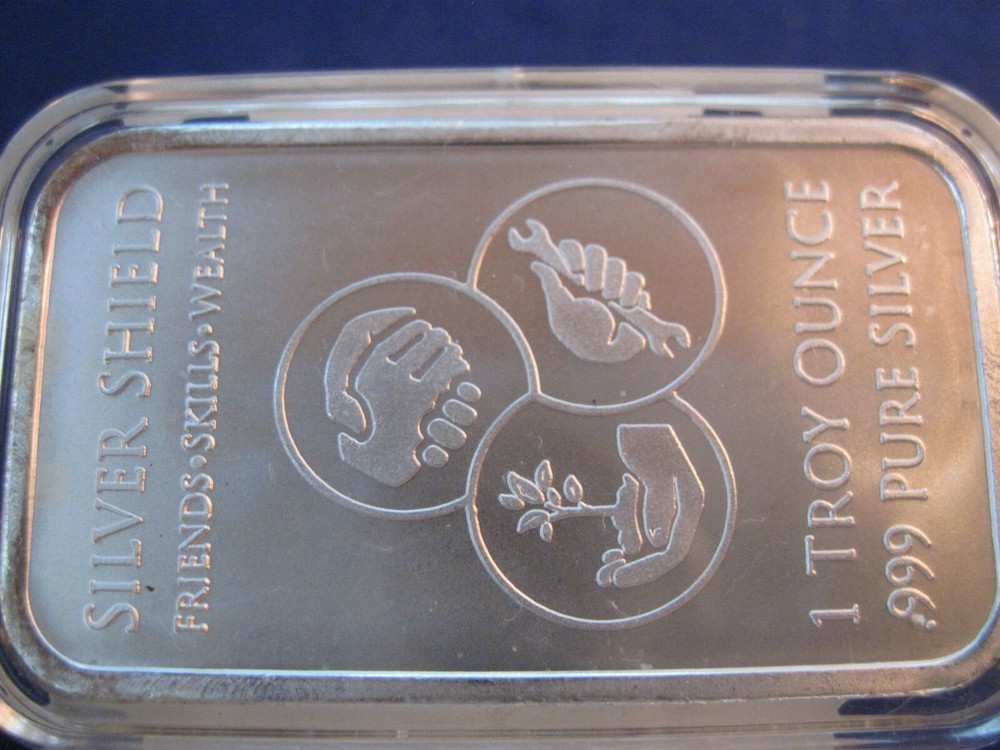 SILVER SHIELD
FRIENDS•SKILLS•WEALTH
1 TROY OUNCE
.999 PURE SILVER